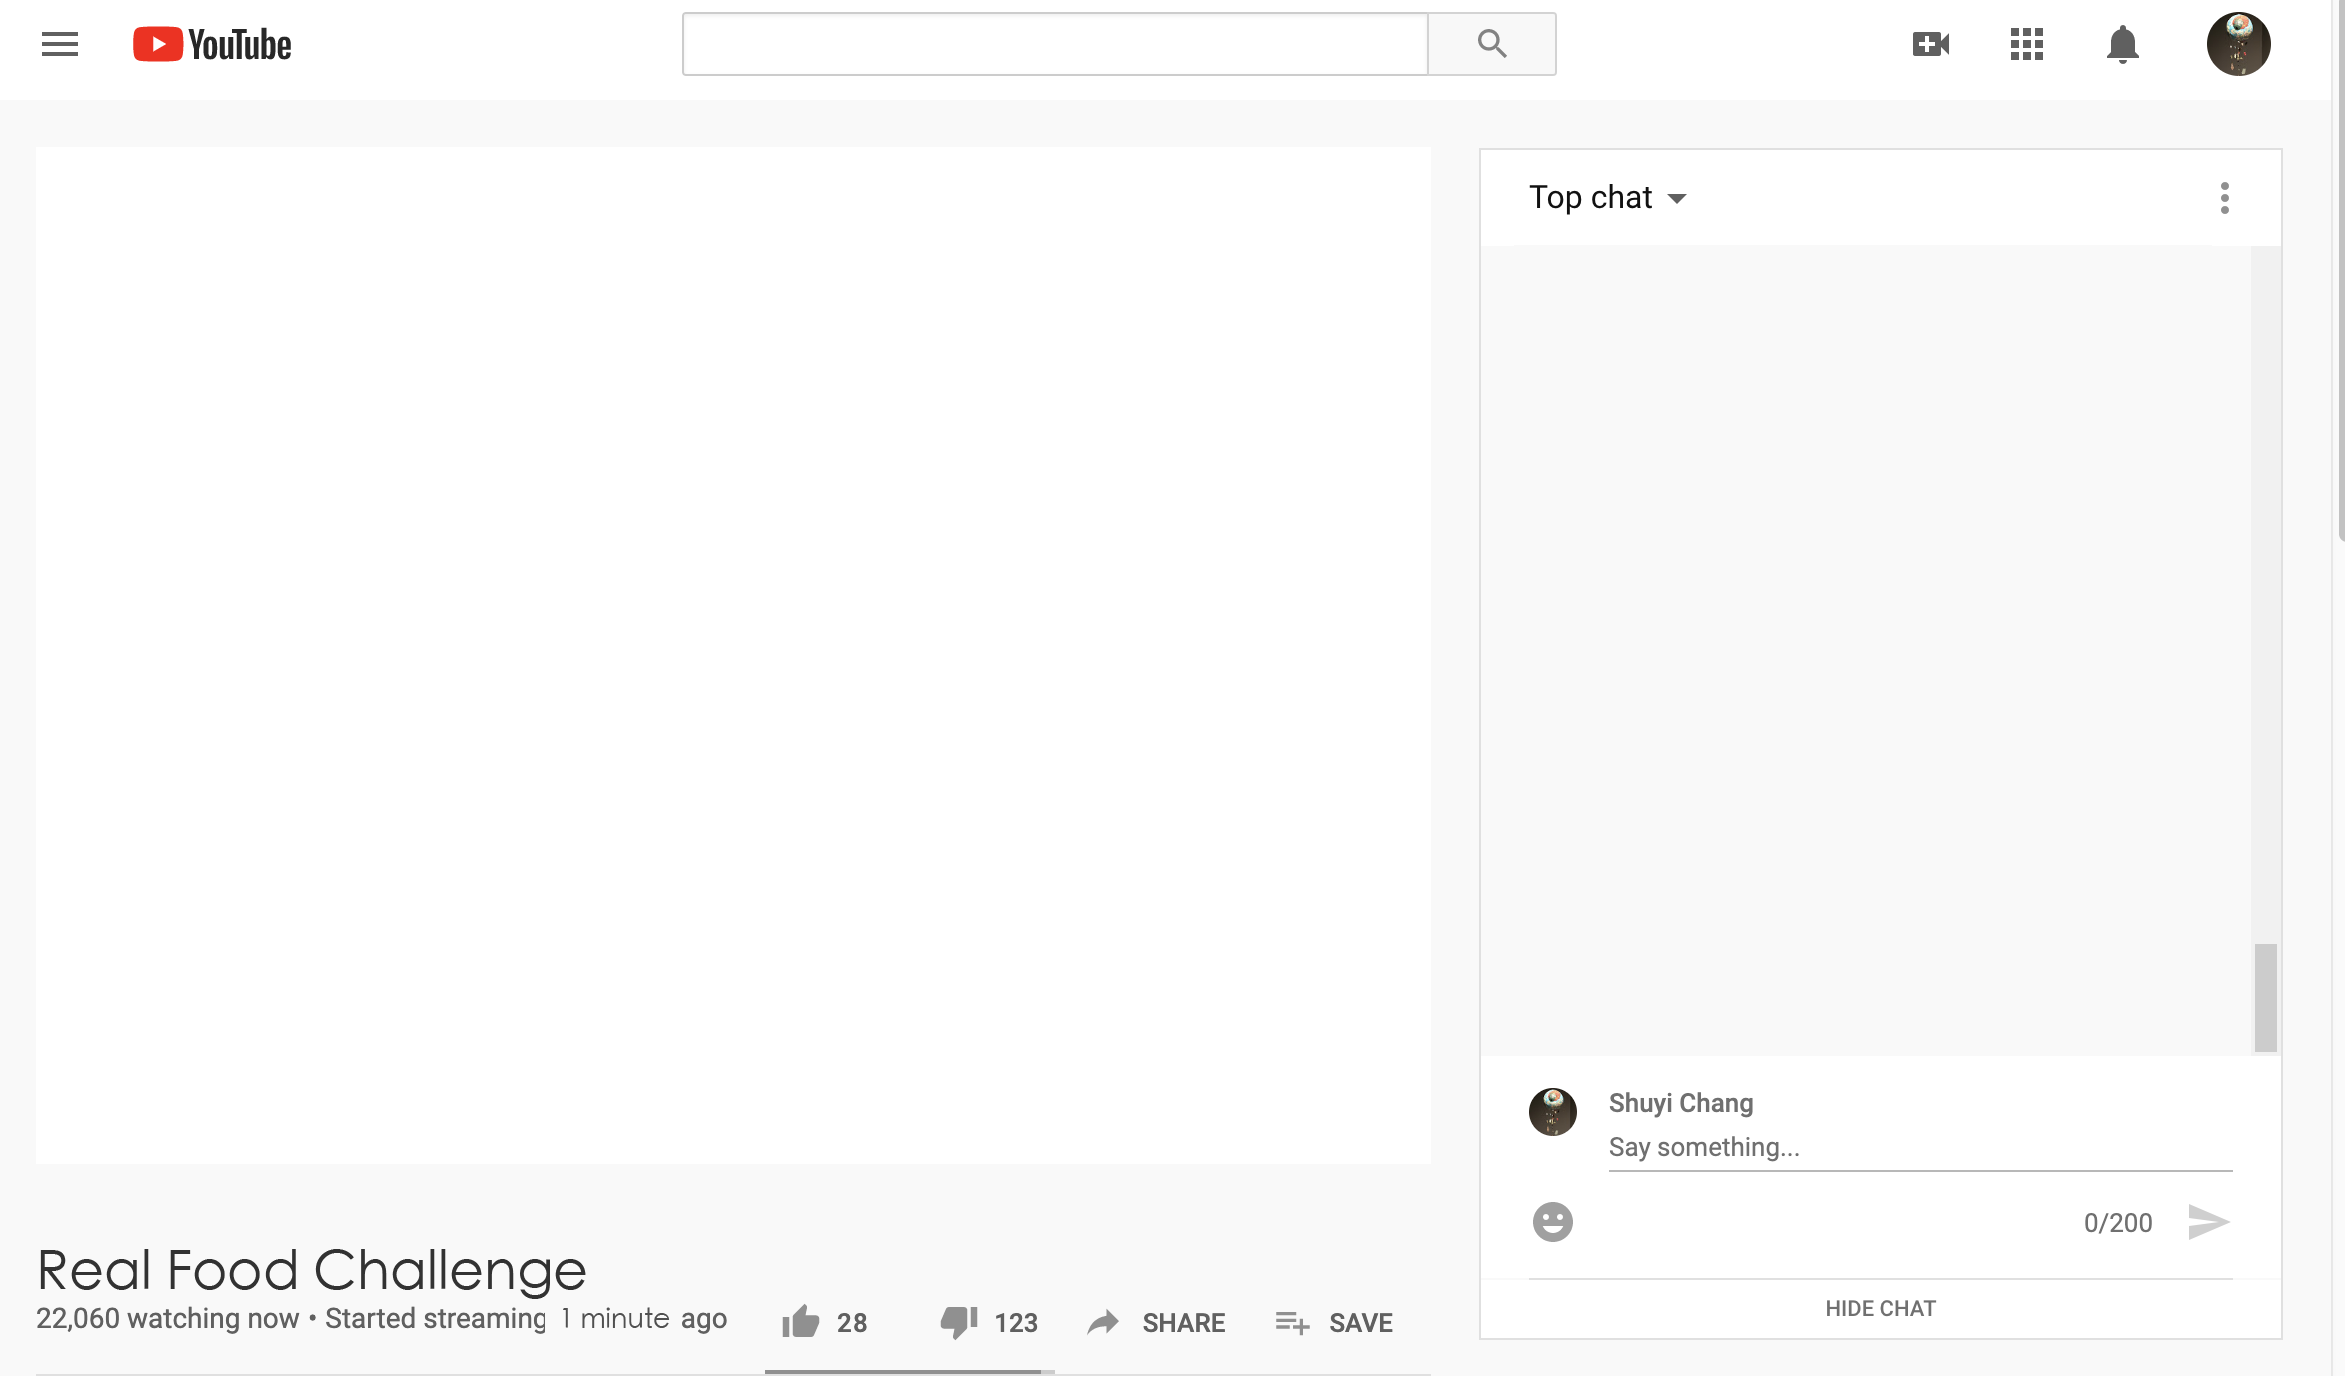 YouTube
Top chat
Shuyi Chang
Say something...
0/200
HIDE CHAT
Real Food Challenge
22,060 watching now • Started streaming 1 minute ago
28
123
SHARE
SAVE